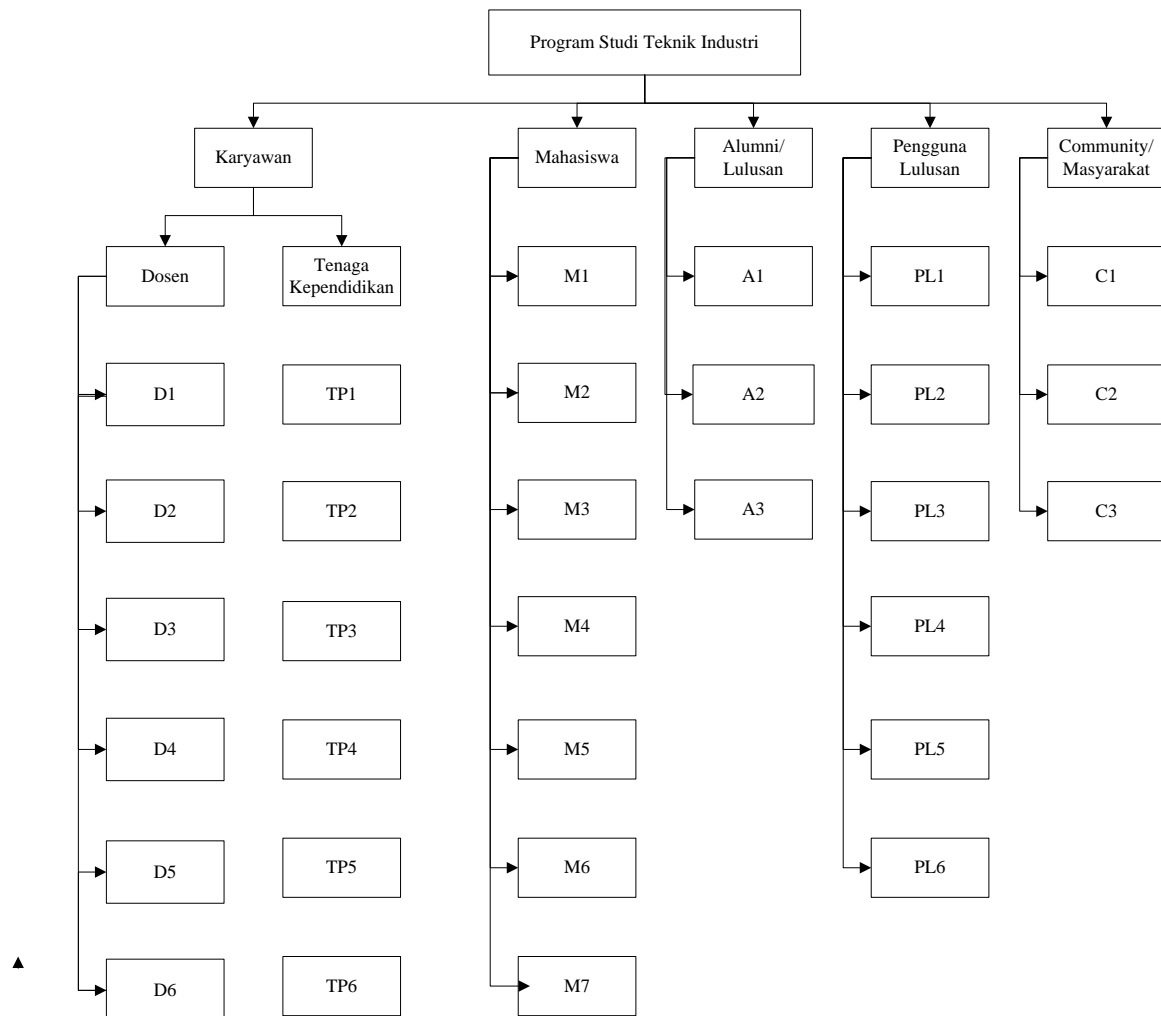 Program Studi Teknik Industri
Karyawan
Mahasiswa
Alumni/
Lulusan
Pengguna
Lulusan
Community/
Masyarakat
Dosen
Tenaga
Kependidikan
M1
A1
PL1
C1
D1
TP1
M2
A2
PL2
C2
D2
TP2
M3
A3
PL3
C3
D3
TP3
M4
PL4
D4
TP4
M5
PL5
D5
TP5
M6
PL6
D6
TP6
M7